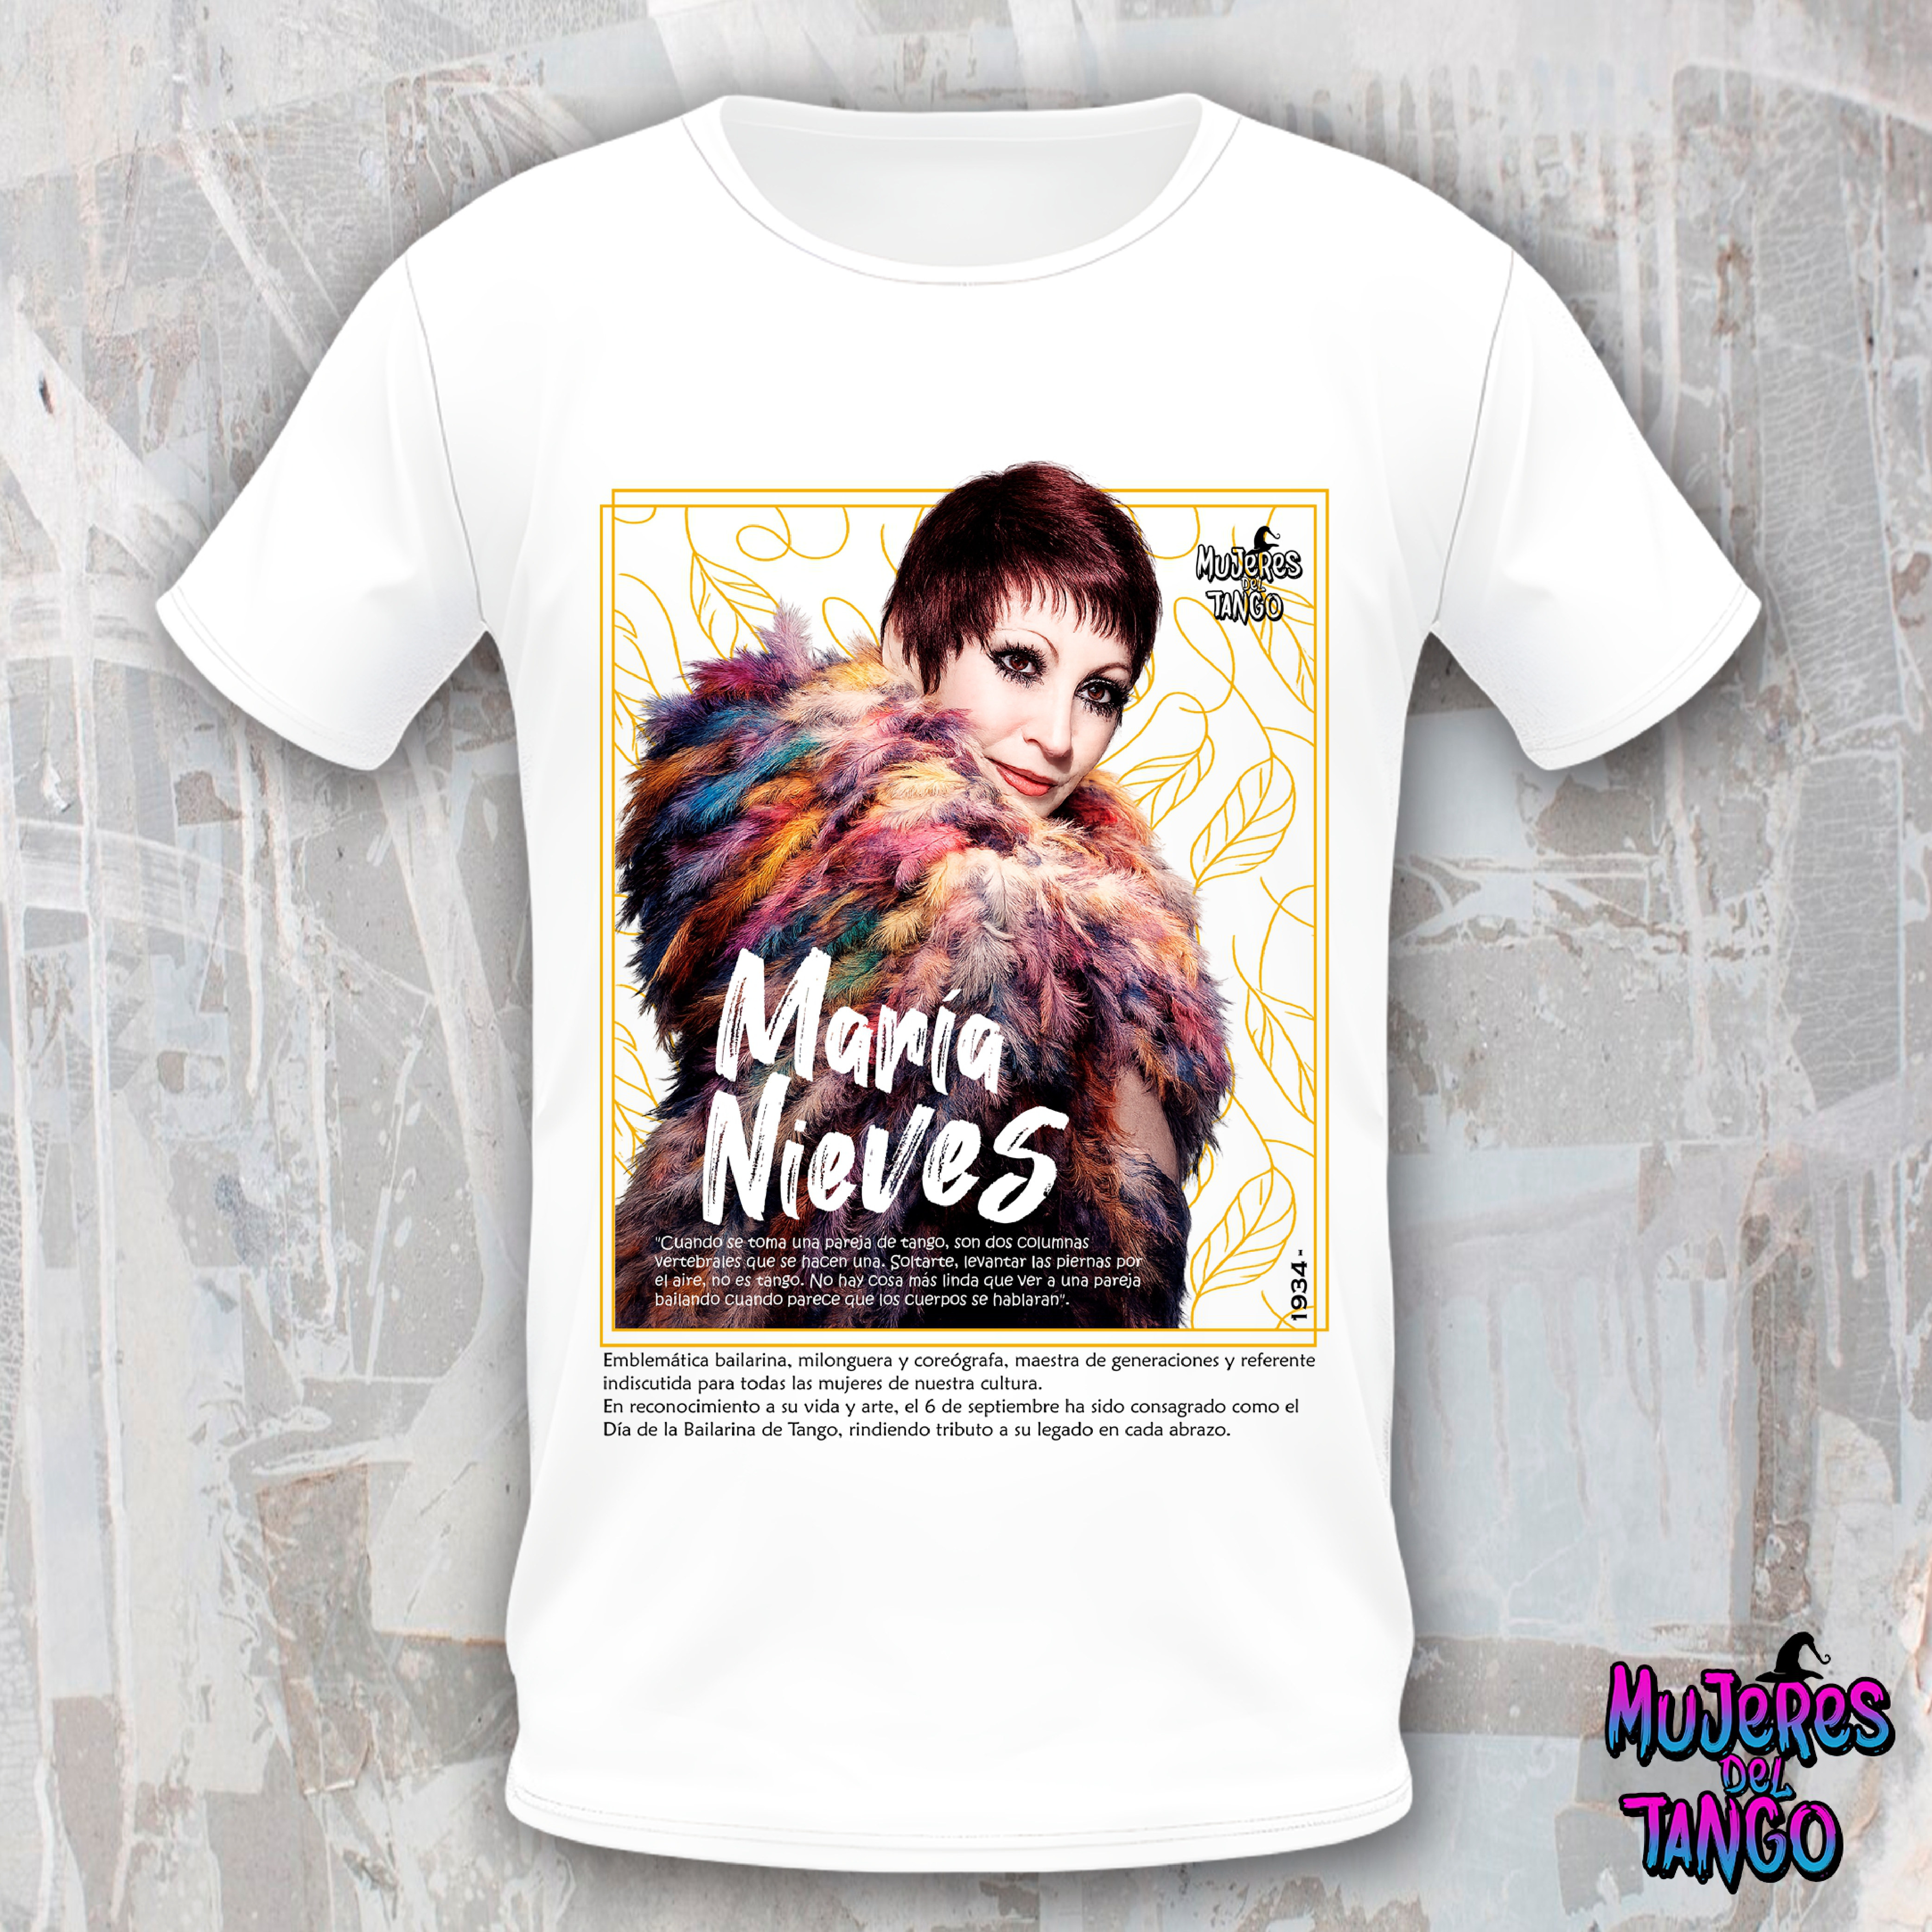 MUJERES
DEL
TANGO
María
Nieves
"Cuando se toma una pareja de tango, son dos columnas
vertebrales que se hacen una. Soltarte, levantar las piernas por
el aire, no es tango. No hay cosa más linda que ver a una pareja
bailando cuando parece que los cuerpos se hablaran".
1934-
Emblemática bailarina, milonguera y coreógrafa, maestra de generaciones y referente
indiscutida para todas las mujeres de nuestra cultura.
En reconocimiento a su vida y arte, el 6 de septiembre ha sido consagrado como el
Día de la Bailarina de Tango, rindiendo tributo a su legado en cada abrazo.
MUJERES
DEL
TANGO